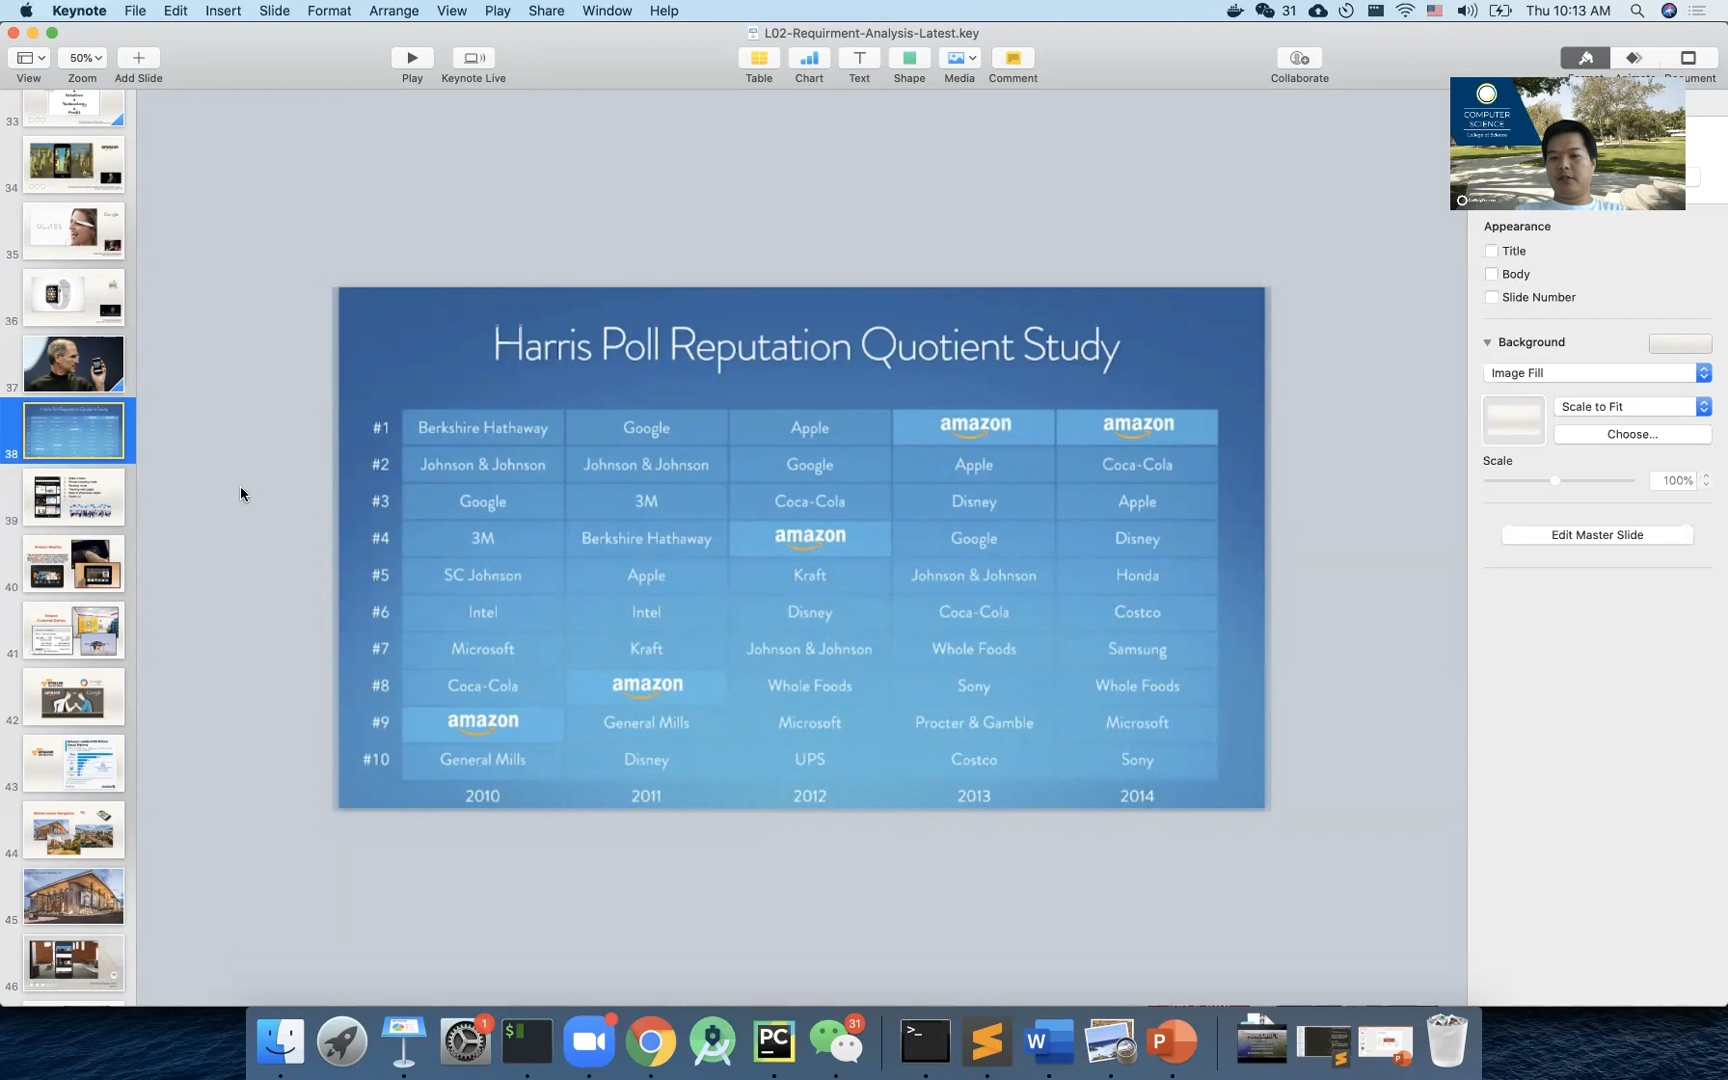 Keynote File Edit Insert Slide Format Arrange View Play Share Window Help 31 Thu 10:13 AM
L02-Requirment-Analysis-Latest.key
50%
View Zoom Add Slide Play Keynote Live Table Chart Text Shape Media Comment Collaborate
COMPUTER
SCIENCE
College of Science
Appearance
Title
Body
Slide Number
Background
Image Fill
Scale to Fit
Choose...
Scale
100%
Edit Master Slide
33
34
35
36
37
38
39
40
41
42
43
44
45
46
Harris Poll Reputation Quotient Study
#1 Berkshire Hathaway Google Apple amazon amazon
#2 Johnson & Johnson Johnson & Johnson Google Apple Coca-Cola
#3 Google 3M Coca-Cola Disney Apple
#4 3M Berkshire Hathaway amazon Google Disney
#5 SC Johnson Apple Kraft Johnson & Johnson Honda
#6 Intel Intel Disney Coca-Cola Costco
#7 Microsoft Kraft Johnson & Johnson Whole Foods Samsung
#8 Coca-Cola amazon Whole Foods Sony Whole Foods
#9 amazon General Mills Microsoft Procter & Gamble Microsoft
#10 General Mills Disney UPS Costco Sony
2010 2011 2012 2013 2014
1
$
PC
31
>_
W
P